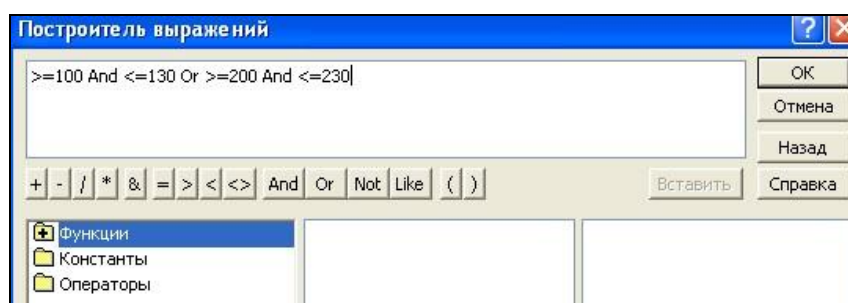 Построитель выражений
>=100 And <=130 Or >=200 And <=230
ОК
Отмена
Назад
+ - / * & = > < <> And Or Not Like ( ) Вставить Справка
Функции
Константы
Операторы